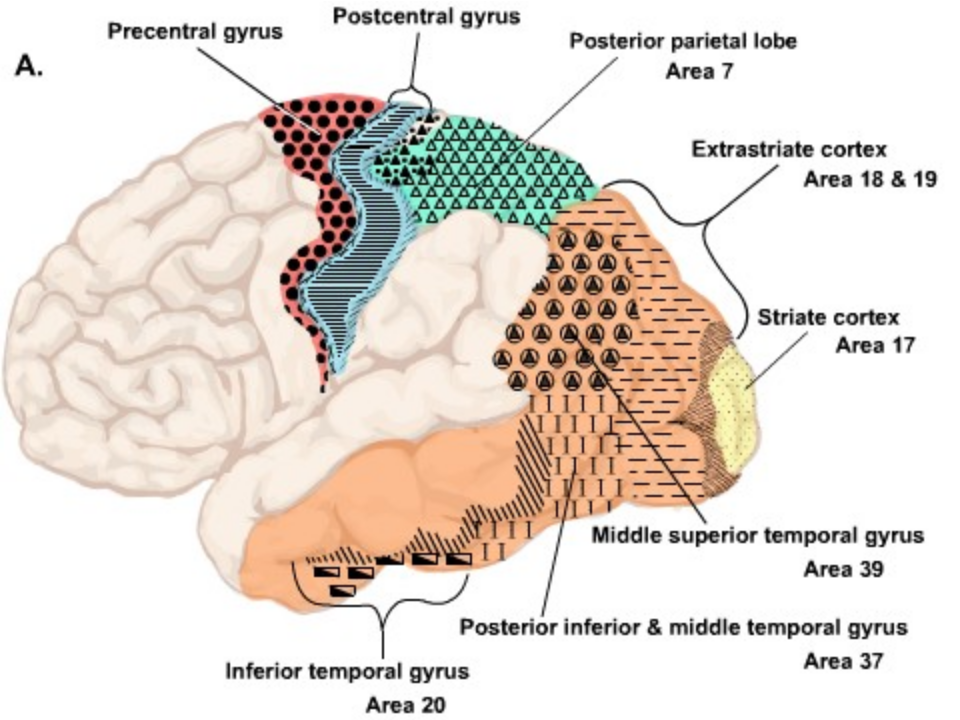 A.
Precentral gyrus
Postcentral gyrus
Posterior parietal lobe
Area 7
Extrastriate cortex
Area 18 & 19
Striate cortex
Area 17
Middle superior temporal gyrus
Area 39
Posterior inferior & middle temporal gyrus
Area 37
Inferior temporal gyrus
Area 20